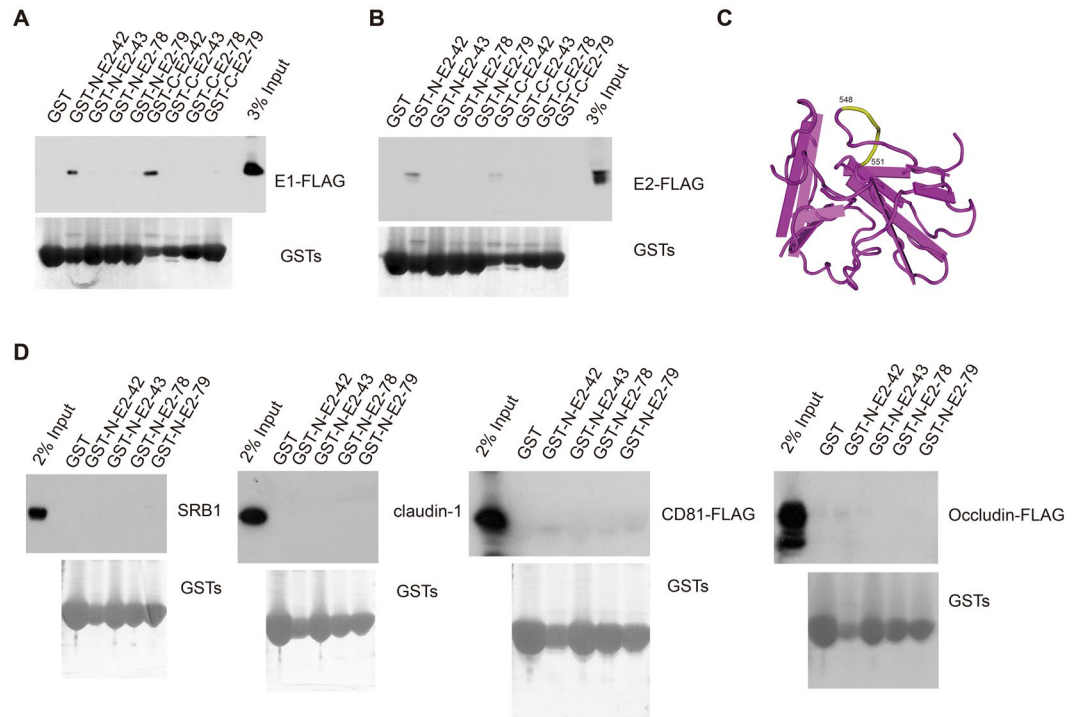 A
GST
GST-N-E2-42
GST-N-E2-43
GST-N-E2-78
GST-N-E2-79
GST-C-E2-42
GST-C-E2-43
GST-C-E2-78
GST-C-E2-79
3% Input
E1-FLAG
GSTs
B
GST
GST-N-E2-42
GST-N-E2-43
GST-N-E2-78
GST-N-E2-79
GST-C-E2-42
GST-C-E2-43
GST-C-E2-78
GST-C-E2-79
3% Input
E2-FLAG
GSTs
C
548
551
D
2% Input
GST
GST-N-E2-42
GST-N-E2-43
GST-N-E2-78
GST-N-E2-79
SRB1
GSTs
2% Input
GST
GST-N-E2-42
GST-N-E2-43
GST-N-E2-78
GST-N-E2-79
claudin-1
GSTs
2% Input
GST
GST-N-E2-42
GST-N-E2-43
GST-N-E2-78
GST-N-E2-79
CD81-FLAG
GSTs
2% Input
GST
GST-N-E2-42
GST-N-E2-43
GST-N-E2-78
GST-N-E2-79
Occludin-FLAG
GSTs